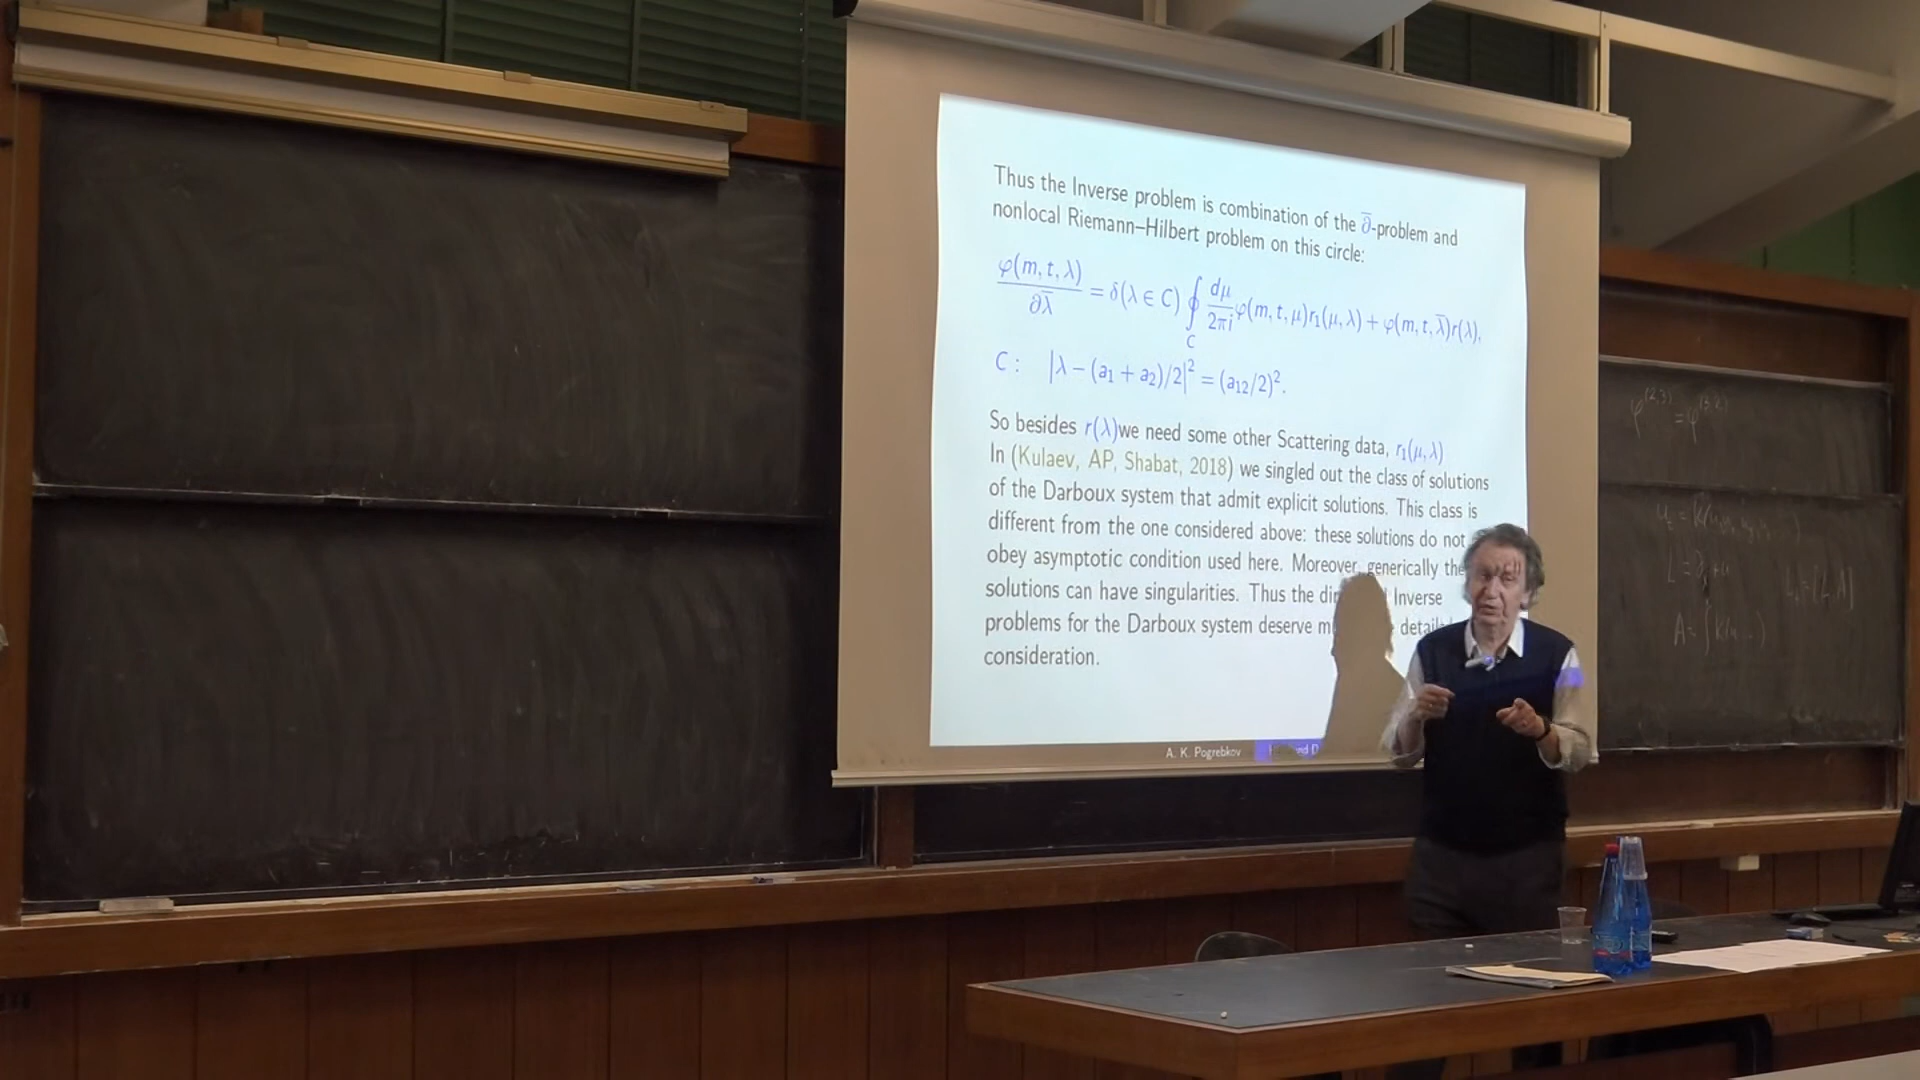 Thus the Inverse problem is combination of the ∂̅-problem and
nonlocal Riemann–Hilbert problem on this circle:
φ(m, t, λ)/∂λ̅ = δ(λ ∈ C) ∮_C dμ/2πi φ(m, t, μ)r₁(μ, λ) + φ(m, t, λ̅)r(λ),
C : |λ − (a₁ + a₂)/2|² = (a₁₂/2)².
So besides r(λ)we need some other Scattering data, r₁(μ, λ)
In (Kulaev, AP, Shabat, 2018) we singled out the class of solutions
of the Darboux system that admit explicit solutions. This class is
different from the one considered above: these solutions do not
obey asymptotic condition used here. Moreover, generically the
solutions can have singularities. Thus the Inverse
problems for the Darboux system deserve
consideration.
A. K. Pogrebkov
φ^(2,3) = φ^(3,2)